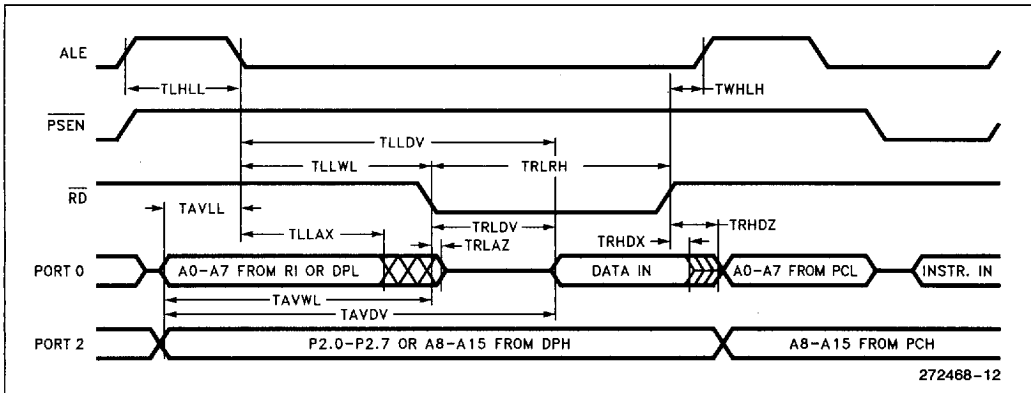 ALE
TLHLL
TWHLH
PSEN
TLLDV
TLLWL
TRLRH
RD
TAVLL
TRLDV
TRHDZ
TLLAX
TRLAZ
TRHDX
PORT 0
A0-A7 FROM RI OR DPL
DATA IN
A0-A7 FROM PCL
INSTR. IN
TAVWL
TAVDV
PORT 2
P2.0-P2.7 OR A8-A15 FROM DPH
A8-A15 FROM PCH
272468-12